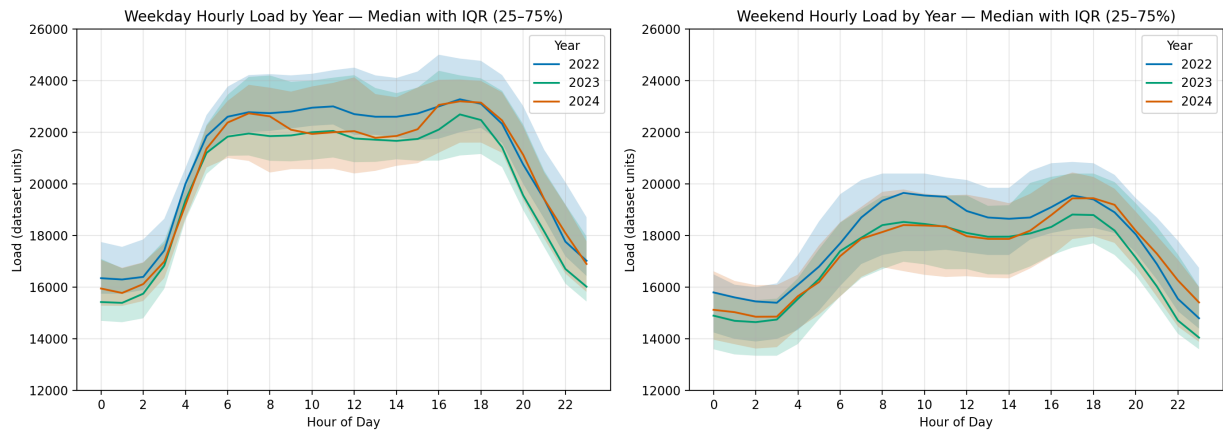 Weekday Hourly Load by Year — Median with IQR (25–75%)
26000
24000
22000
20000
18000
16000
14000
12000
Load (dataset units)
0 2 4 6 8 10 12 14 16 18 20 22
Hour of Day
Year
2022
2023
2024
Weekend Hourly Load by Year — Median with IQR (25–75%)
26000
24000
22000
20000
18000
16000
14000
12000
Load (dataset units)
0 2 4 6 8 10 12 14 16 18 20 22
Hour of Day
Year
2022
2023
2024